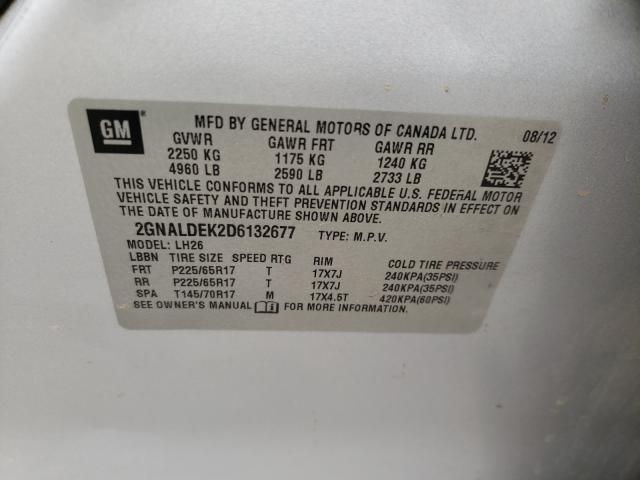 GM ® MFD BY GENERAL MOTORS OF CANADA LTD. 08/12
GVWR GAWR FRT GAWR RR
2250 KG 1175 KG 1240 KG
4960 LB 2590 LB 2733 LB
THIS VEHICLE CONFORMS TO ALL APPLICABLE U.S. FEDERAL MOTOR
VEHICLE SAFETY AND THEFT PREVENTION STANDARDS IN EFFECT ON
THE DATE OF MANUFACTURE SHOWN ABOVE.
2GNALDEK2D6132677 TYPE: M.P.V.
MODEL: LH26
LBBN TIRE SIZE SPEED RTG RIM COLD TIRE PRESSURE
FRT P225/65R17 T 17X7J 240KPA(35PSI)
RR P225/65R17 T 17X7J 240KPA(35PSI)
SPA T145/70R17 M 17X4.5T 420KPA(60PSI)
SEE OWNER'S MANUAL FOR MORE INFORMATION.